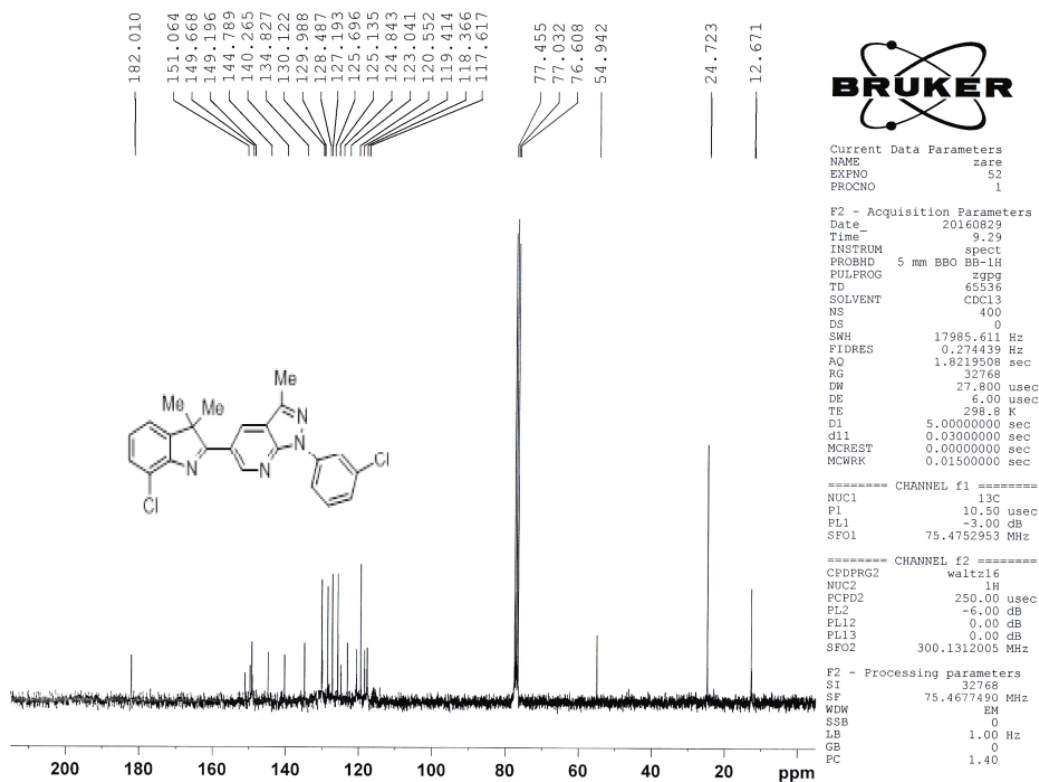 182.010
151.064
149.668
149.196
144.789
140.265
134.827
130.122
129.988
128.487
127.193
125.696
125.135
124.843
123.041
120.552
119.414
118.366
117.617
77.455
77.032
76.608
54.942
24.723
12.671
BRUKER
Current Data Parameters
NAME zare
EXPNO 52
PROCNO 1
F2 - Acquisition Parameters
Date_ 20160829
Time 9.29
INSTRUM spect
PROBHD 5 mm BBO BB-1H
PULPROG zgpg
TD 65536
SOLVENT CDCl3
NS 400
DS 0
SWH 17985.611 Hz
FIDRES 0.274439 Hz
AQ 1.8219508 sec
RG 32768
DW 27.800 usec
DE 6.00 usec
TE 298.8 K
D1 5.00000000 sec
d11 0.03000000 sec
MCREST 0.00000000 sec
MCWRK 0.01500000 sec
======== CHANNEL f1 ========
NUC1 13C
P1 10.50 usec
PL1 -3.00 dB
SFO1 75.4752953 MHz
======== CHANNEL f2 ========
CPDPRG2 waltz16
NUC2 1H
PCPD2 250.00 usec
PL2 -6.00 dB
PL12 0.00 dB
PL13 0.00 dB
SFO2 300.1312005 MHz
F2 - Processing parameters
SI 32768
SF 75.4677490 MHz
WDW EM
SSB 0
LB 1.00 Hz
GB 0
PC 1.40
Me
Me Me
N
N
Cl
N N
Cl
200 180 160 140 120 100 80 60 40 20 ppm